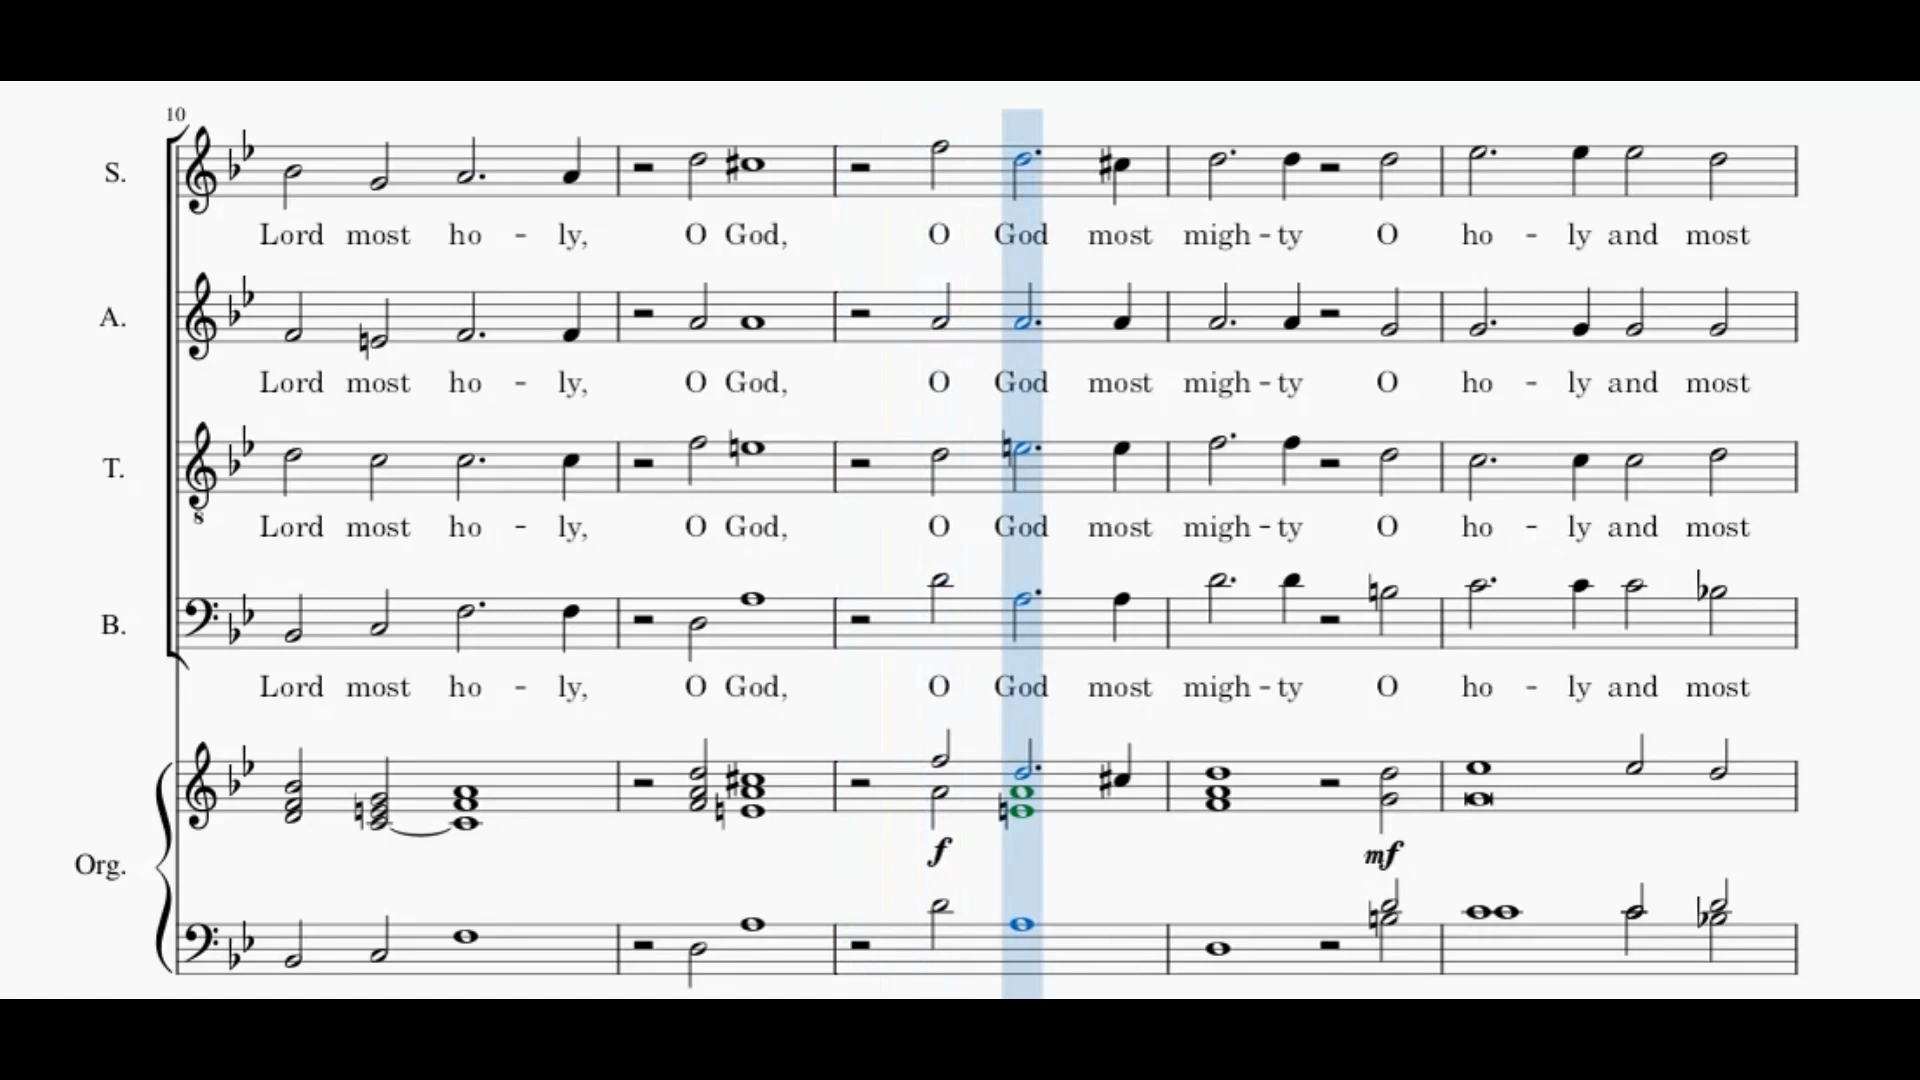 10
S.
Lord most ho - ly, O God, O God most migh - ty O ho - ly and most
A.
Lord most ho - ly, O God, O God most migh - ty O ho - ly and most
T.
8
Lord most ho - ly, O God, O God most migh - ty O ho - ly and most
B.
Lord most ho - ly, O God, O God most migh - ty O ho - ly and most
Org.
f mf